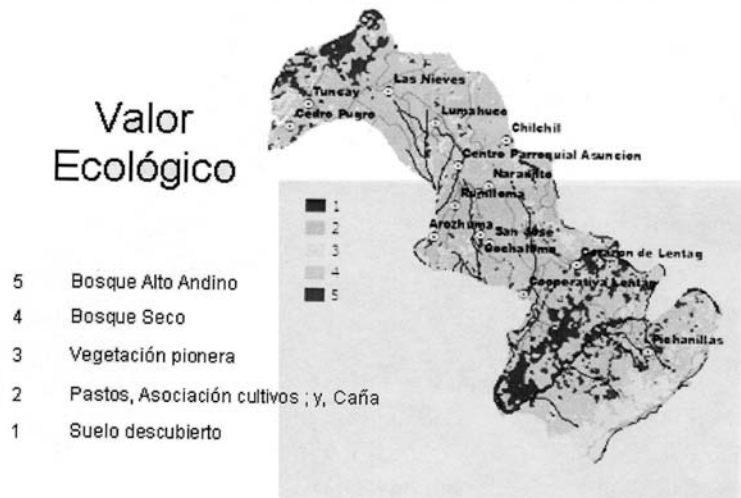 Valor
Ecológico
5 Bosque Alto Andino
4 Bosque Seco
3 Vegetación pionera
2 Pastos, Asociación cultivos ; y, Caña
1 Suelo descubierto
1
2
3
4
5
Las Nieves
Tuncay
Cedro Pugro
Lumahuco
Chilchil
Centro Parroquial Asuncion
Naranjito
Rumiloma
Arozhuma
San José
Cochaloma
Corazon de Lentag
Cooperativa Lentag
Pichanillas